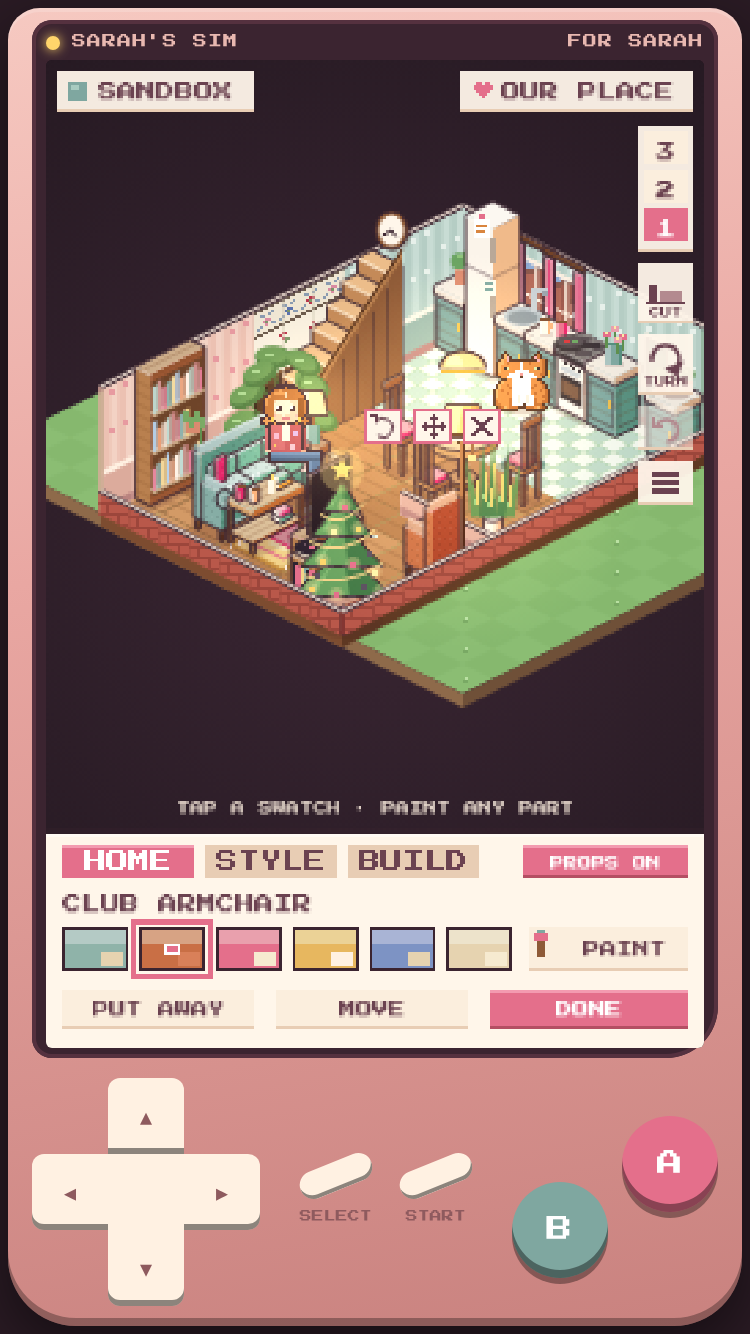 SARAH'S SIM
FOR SARAH
SANDBOX
OUR PLACE
3
2
1
CUT
TURN
TAP A SWATCH · PAINT ANY PART
HOME
STYLE
BUILD
PROPS ON
CLUB ARMCHAIR
PAINT
PUT AWAY
MOVE
DONE
A
B
SELECT
START